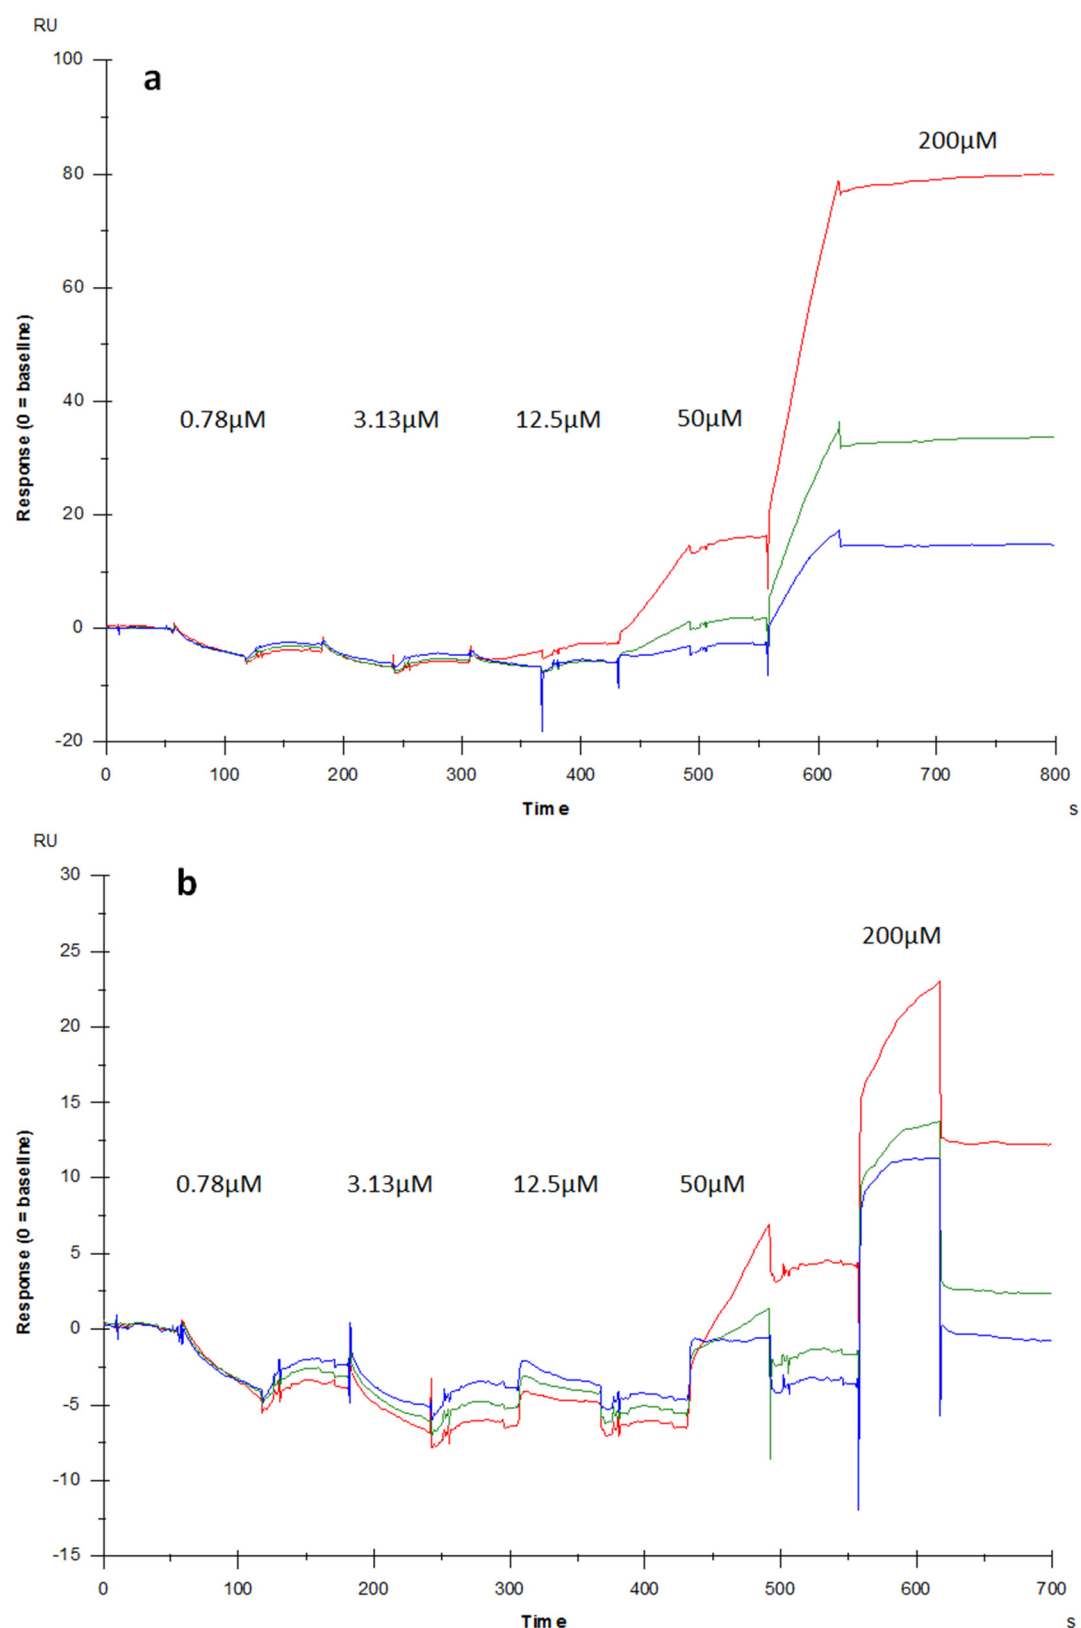 RU
100
a
200µM
80
60
40
0.78µM 3.13µM 12.5µM 50µM
20
0
-20
0 100 200 300 400 500 600 700 800
Response (0 = baseline)
Time s
RU
30
b
200µM
25
20
15
10
0.78µM 3.13µM 12.5µM 50µM
5
0
-5
-10
-15
0 100 200 300 400 500 600 700
Response (0 = baseline)
Time s